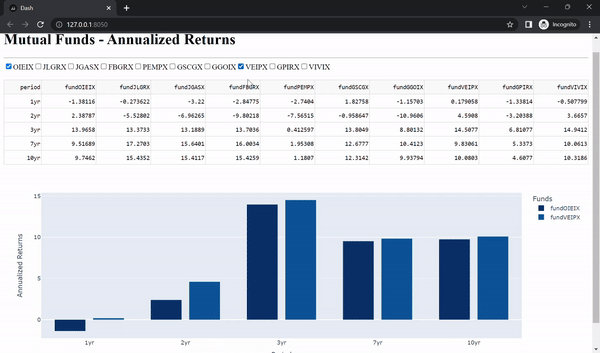 Dash
127.0.0.1:8050
Incognito
Mutual Funds - Annualized Returns
OIEIX JLGRX JGASX FBGRX PEMPX GSCGX GGOIX VEIPX GPIRX VIVIX
period fundOIEIX fundJLGRX fundJGASX fundFBGRX fundPEMPX fundGSCGX fundGGOIX fundVEIPX fundGPIRX fundVIVIX
1yr -1.38116 -0.273622 -3.22 -2.84775 -2.7404 1.82758 -1.15703 0.179058 -1.33814 -0.507799
2yr 2.38787 -5.52802 -6.96265 -9.80218 -7.56515 -0.958647 -10.9606 4.5908 -3.20388 3.6657
3yr 13.9658 13.3733 13.1889 13.7036 0.412597 13.8049 8.80132 14.5077 6.81077 14.9412
7yr 9.51689 17.2703 15.6401 16.0034 1.95308 12.6777 10.4123 9.83061 5.3373 10.0613
10yr 9.7462 15.4352 15.4117 15.4259 1.1807 12.3142 9.93794 10.0803 4.6077 10.3186
15
10
5
0
Annualized Returns
1yr 2yr 3yr 7yr 10yr
Funds
fundOIEIX
fundVEIPX